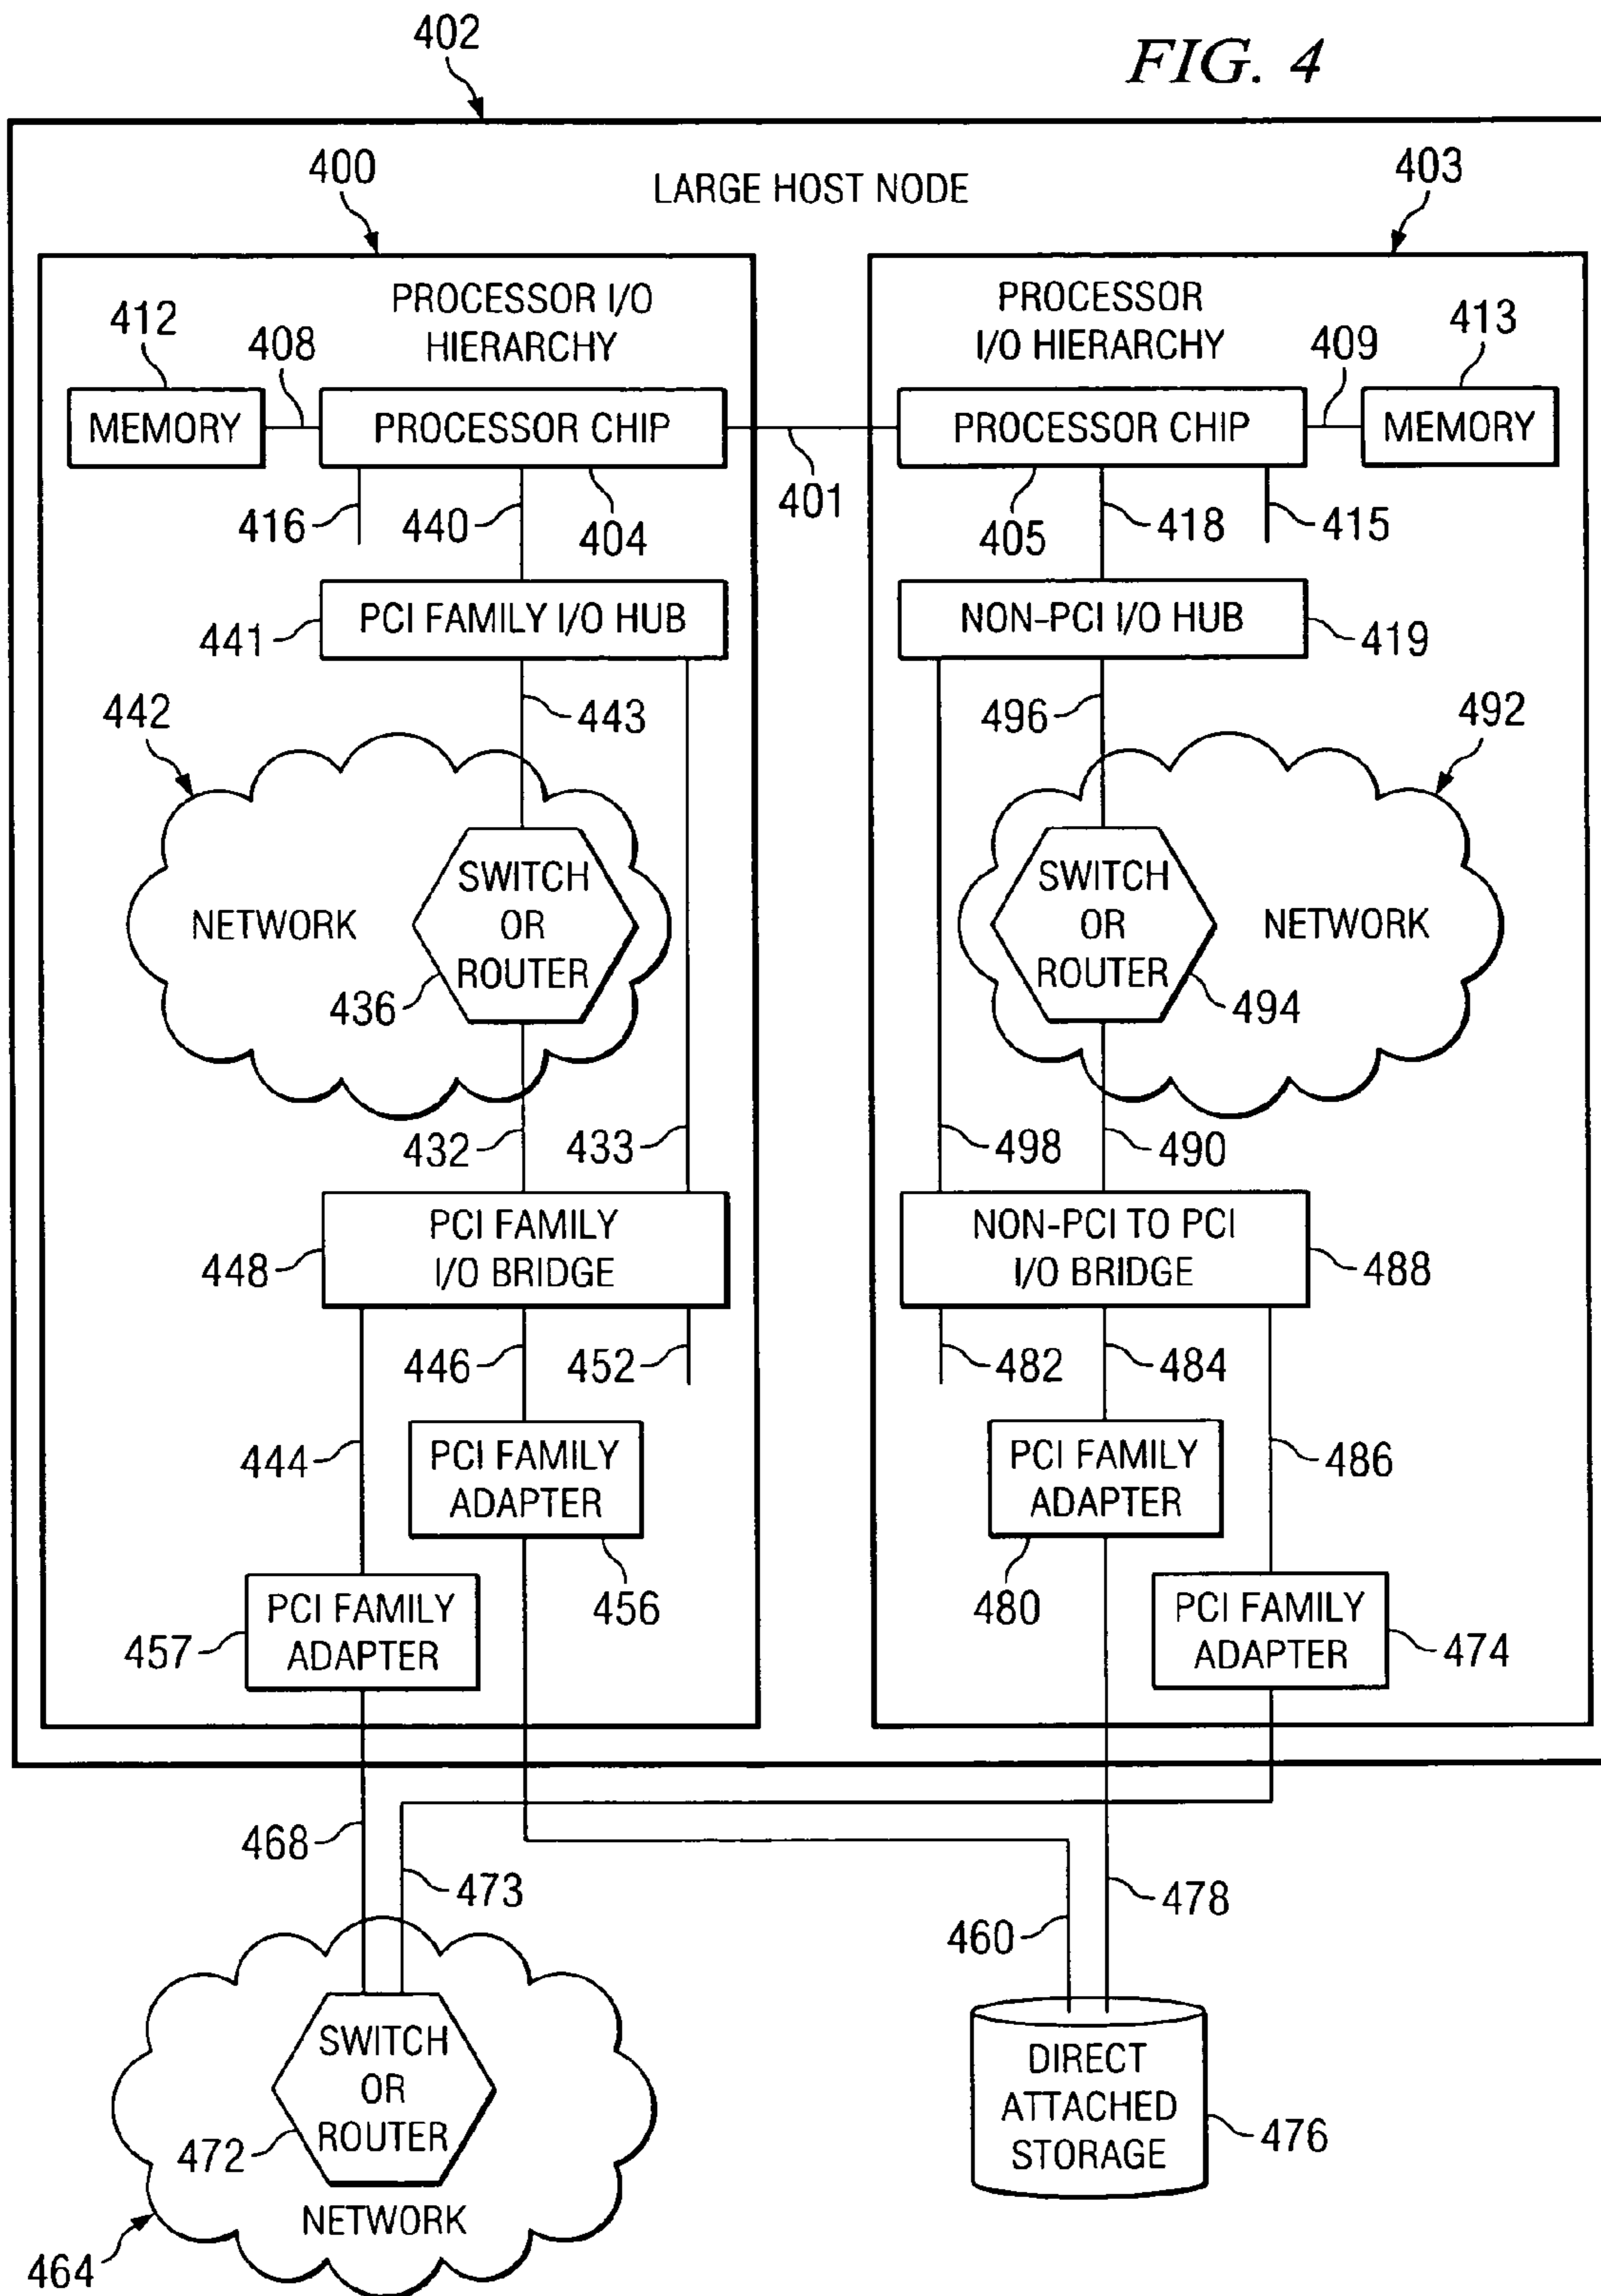 402
FIG. 4
400
LARGE HOST NODE
403
PROCESSOR I/O
HIERARCHY
PROCESSOR
I/O HIERARCHY
412
408
409
413
MEMORY
PROCESSOR CHIP
PROCESSOR CHIP
MEMORY
416
440
404
401
405
418
415
441
PCI FAMILY I/O HUB
NON-PCI I/O HUB
419
442
443
496
492
NETWORK
SWITCH
OR
ROUTER
436
SWITCH
OR
ROUTER
494
NETWORK
432
433
498
490
448
PCI FAMILY
I/O BRIDGE
NON-PCI TO PCI
I/O BRIDGE
488
446
452
482
484
444
PCI FAMILY
ADAPTER
456
PCI FAMILY
ADAPTER
480
486
457
PCI FAMILY
ADAPTER
PCI FAMILY
ADAPTER
474
468
473
460
478
SWITCH
OR
ROUTER
472
NETWORK
464
DIRECT
ATTACHED
STORAGE
476